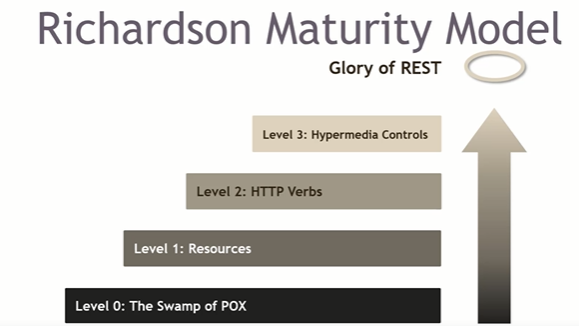 Richardson Maturity Model
Glory of REST
Level 3: Hypermedia Controls
Level 2: HTTP Verbs
Level 1: Resources
Level 0: The Swamp of POX